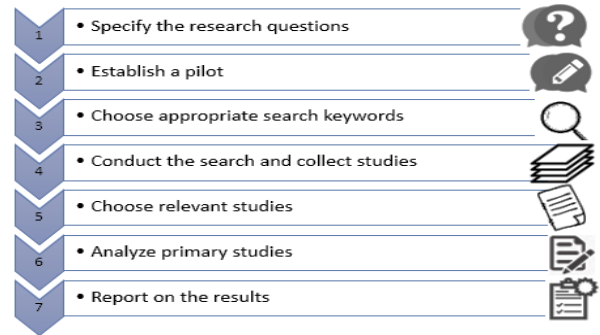 1 • Specify the research questions
2 • Establish a pilot
3 • Choose appropriate search keywords
4 • Conduct the search and collect studies
5 • Choose relevant studies
6 • Analyze primary studies
7 • Report on the results